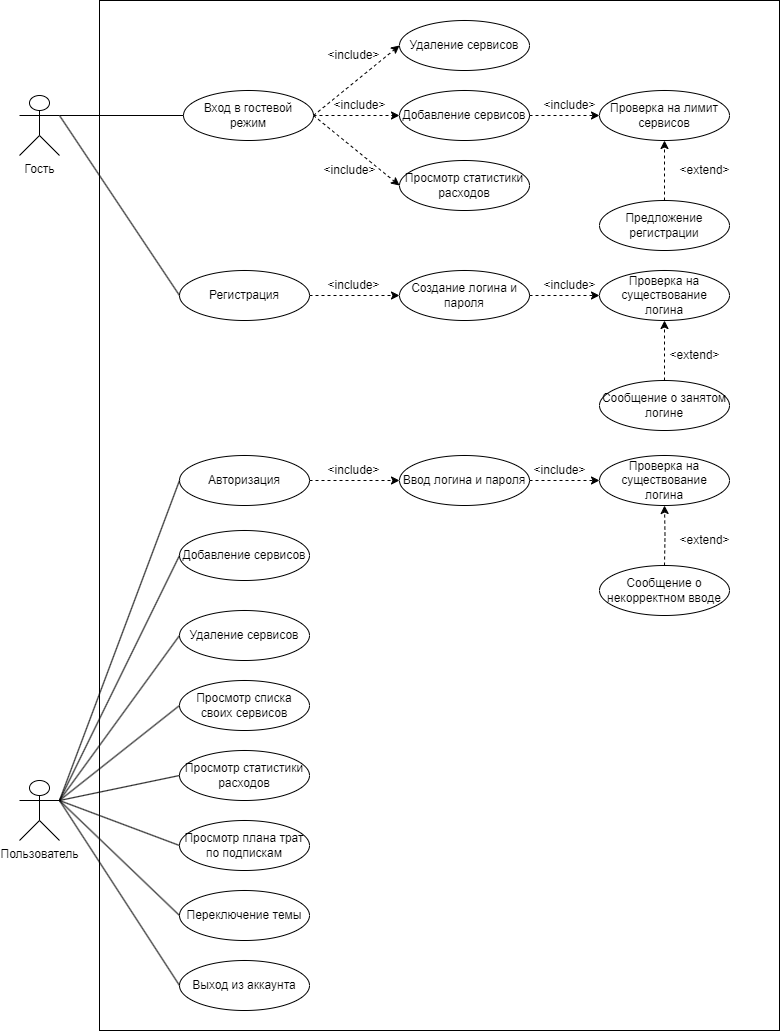 <include>
Удаление сервисов
Вход в гостевой
режим
<include>
Добавление сервисов
<include>
Проверка на лимит
сервисов
Гость
<include>
Просмотр статистики
расходов
<extend>
Предложение
регистрации
Регистрация
<include>
Создание логина и
пароля
<include>
Проверка на
существование
логина
<extend>
Сообщение о занятом
логине
Авторизация
<include>
Ввод логина и пароля
<include>
Проверка на
существование
логина
<extend>
Добавление сервисов
Сообщение о
некорректном вводе
Удаление сервисов
Просмотр списка
своих сервисов
Просмотр статистики
расходов
Пользователь
Просмотр плана трат
по подпискам
Переключение темы
Выход из аккаунта